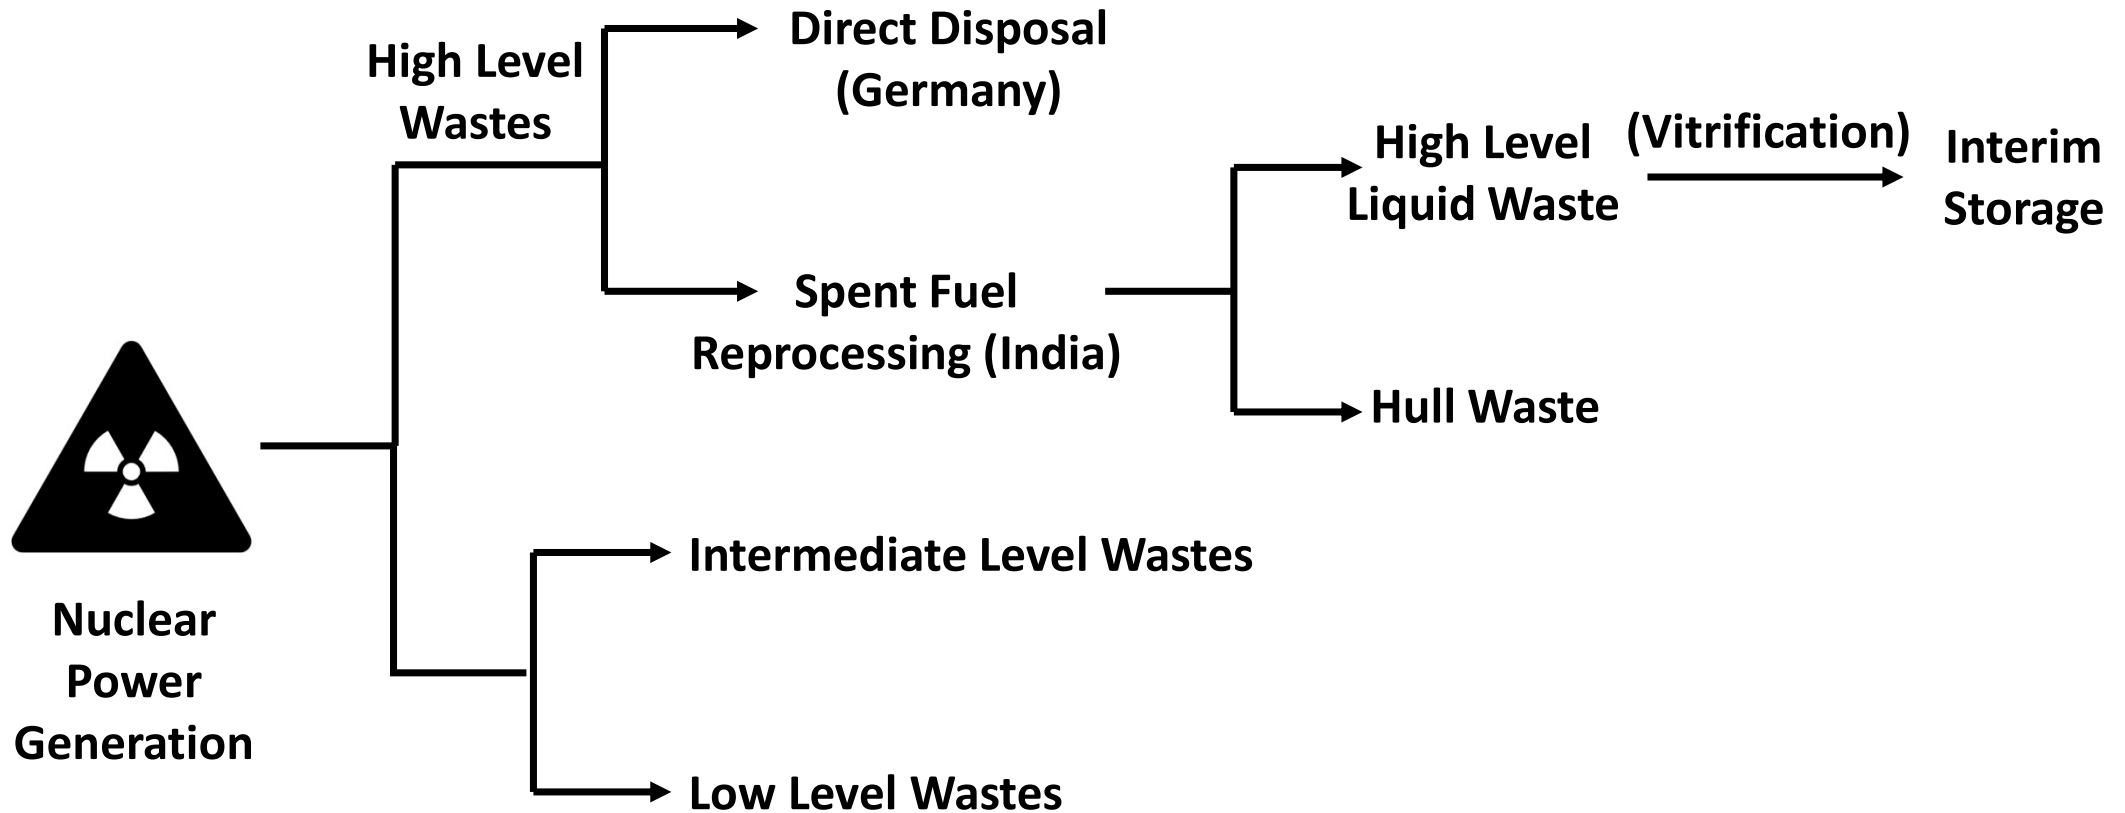 High Level
Wastes
Direct Disposal
(Germany)
High Level
Liquid Waste
(Vitrification)
Interim
Storage
Spent Fuel
Reprocessing (India)
Hull Waste
Nuclear
Power
Generation
Intermediate Level Wastes
Low Level Wastes